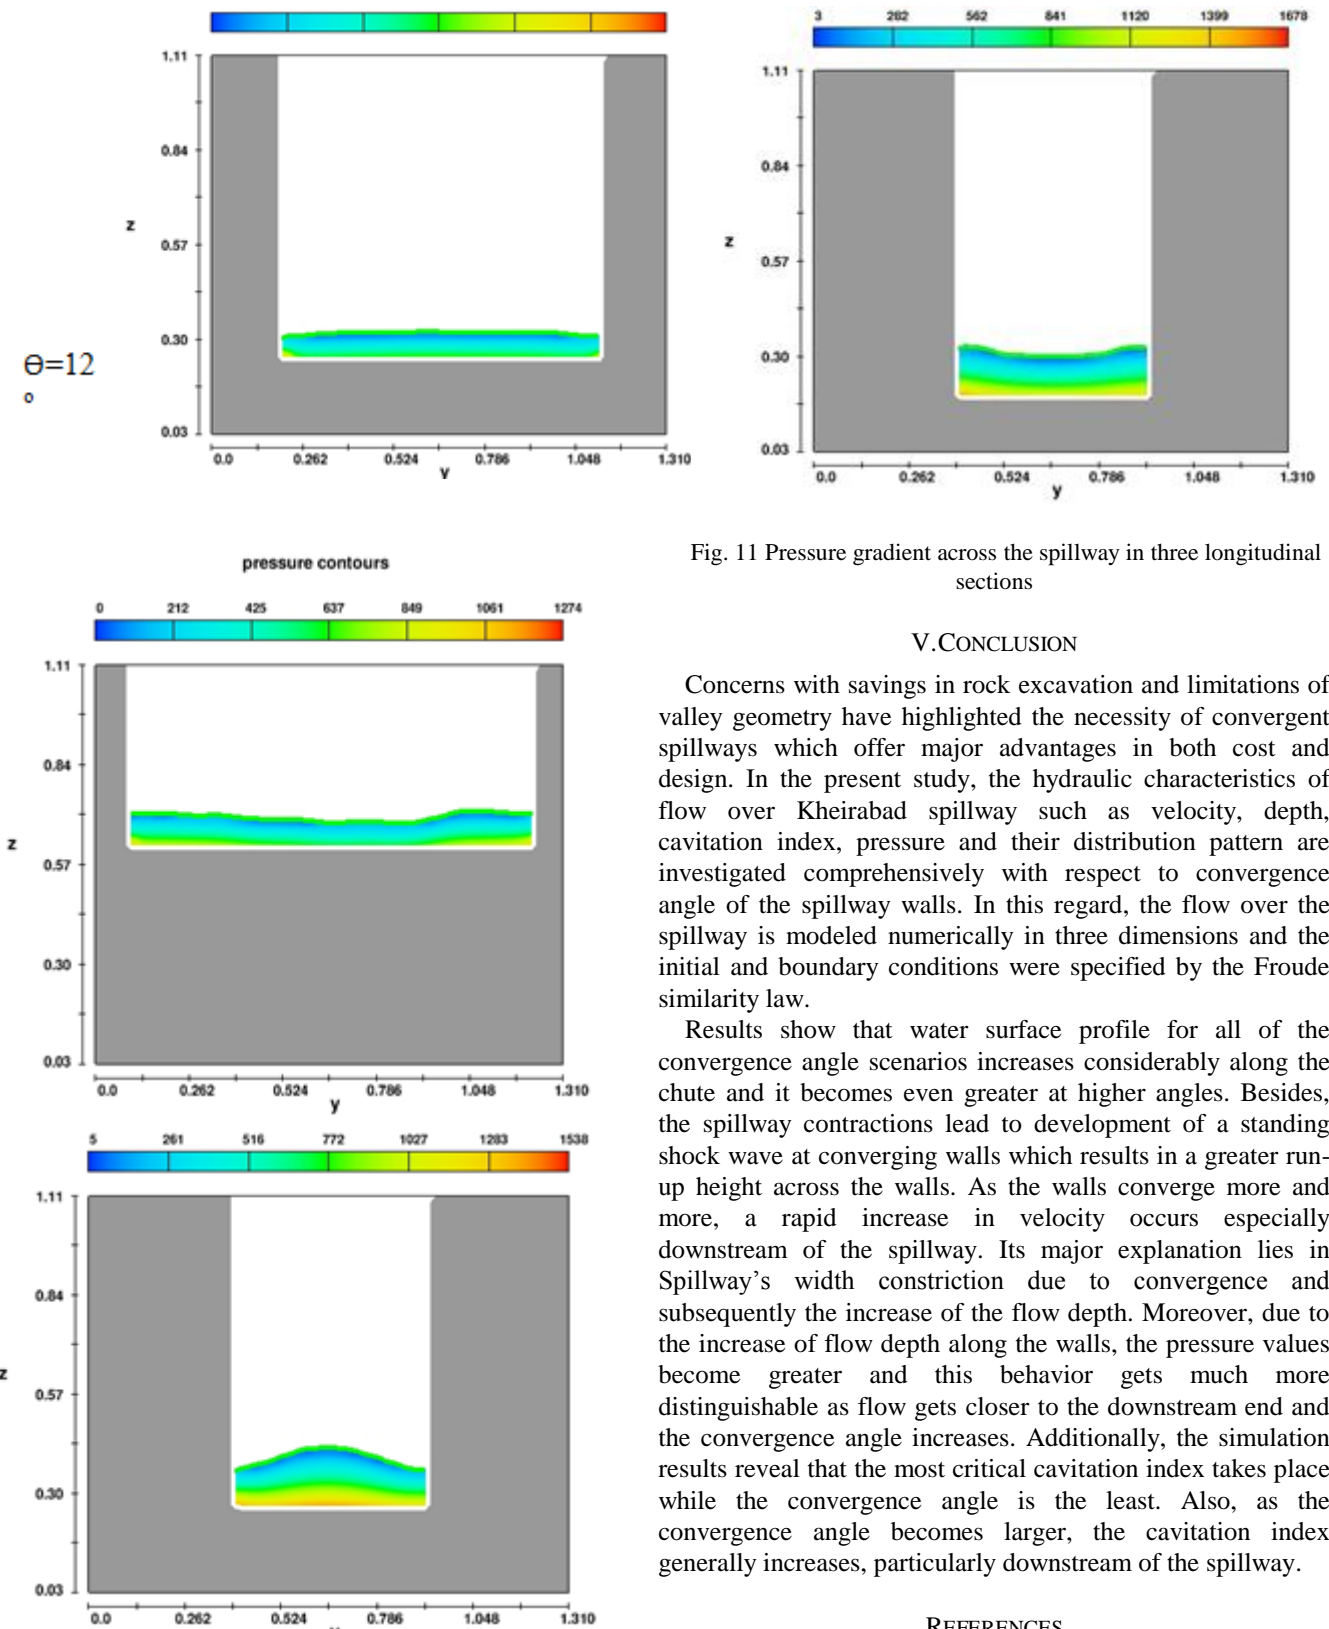 1.11
0.84
z
0.57
0.30
0.03
0.0 0.262 0.524 0.786 1.048 1.310
y
Ɵ=12
o
pressure contours
0 212 425 637 849 1061 1274
1.11
0.84
z
0.57
0.30
0.03
0.0 0.262 0.524 0.786 1.048 1.310
y
5 261 516 772 1027 1283 1538
1.11
0.84
z
0.57
0.30
0.03
0.0 0.262 0.524 0.786 1.048 1.310
3 282 562 841 1120 1399 1678
1.11
0.84
z
0.57
0.30
0.03
0.0 0.262 0.524 0.786 1.048 1.310
y
Fig. 11 Pressure gradient across the spillway in three longitudinal
sections
V.CONCLUSION
Concerns with savings in rock excavation and limitations of
valley geometry have highlighted the necessity of convergent
spillways which offer major advantages in both cost and
design. In the present study, the hydraulic characteristics of
flow over Kheirabad spillway such as velocity, depth,
cavitation index, pressure and their distribution pattern are
investigated comprehensively with respect to convergence
angle of the spillway walls. In this regard, the flow over the
spillway is modeled numerically in three dimensions and the
initial and boundary conditions were specified by the Froude
similarity law.
Results show that water surface profile for all of the
convergence angle scenarios increases considerably along the
chute and it becomes even greater at higher angles. Besides,
the spillway contractions lead to development of a standing
shock wave at converging walls which results in a greater run-
up height across the walls. As the walls converge more and
more, a rapid increase in velocity occurs especially
downstream of the spillway. Its major explanation lies in
Spillway's width constriction due to convergence and
subsequently the increase of the flow depth. Moreover, due to
the increase of flow depth along the walls, the pressure values
become greater and this behavior gets much more
distinguishable as flow gets closer to the downstream end and
the convergence angle increases. Additionally, the simulation
results reveal that the most critical cavitation index takes place
while the convergence angle is the least. Also, as the
convergence angle becomes larger, the cavitation index
generally increases, particularly downstream of the spillway.
REFERENCES